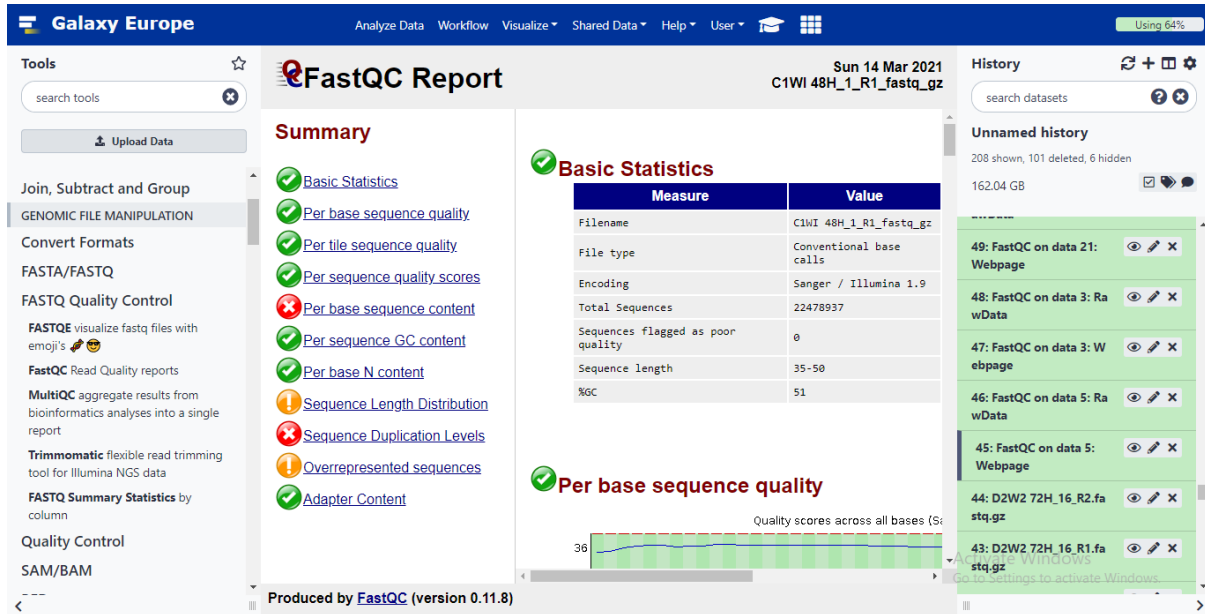 Galaxy Europe
Analyze Data Workflow Visualize Shared Data Help User
Using 64%
Tools
search tools
Upload Data
Join, Subtract and Group
GENOMIC FILE MANIPULATION
Convert Formats
FASTA/FASTQ
FASTQ Quality Control
FASTQE visualize fastq files with
emoji's
FastQC Read Quality reports
MultiQC aggregate results from
bioinformatics analyses into a single
report
Trimmomatic flexible read trimming
tool for Illumina NGS data
FASTQ Summary Statistics by
column
Quality Control
SAM/BAM
FastQC Report
Sun 14 Mar 2021
C1WI 48H_1_R1_fastq_gz
Summary
Basic Statistics
Per base sequence quality
Per tile sequence quality
Per sequence quality scores
Per base sequence content
Per sequence GC content
Per base N content
Sequence Length Distribution
Sequence Duplication Levels
Overrepresented sequences
Adapter Content
Basic Statistics
Measure Value
Filename C1WI 48H_1_R1_fastq_gz
File type Conventional base
calls
Encoding Sanger / Illumina 1.9
Total Sequences 22478937
Sequences flagged as poor
quality 0
Sequence length 35-50
%GC 51
Per base sequence quality
Quality scores across all bases (Sa
36
Produced by FastQC (version 0.11.8)
History
search datasets
Unnamed history
208 shown, 101 deleted, 6 hidden
162.04 GB
49: FastQC on data 21:
Webpage
48: FastQC on data 3: Ra
wData
47: FastQC on data 3: W
ebpage
46: FastQC on data 5: Ra
wData
45: FastQC on data 5:
Webpage
44: D2W2 72H_16_R2.fa
stq.gz
43: D2W2 72H_16_R1.fa
stq.gz
Activate Windows
Go to Settings to activate Windows.